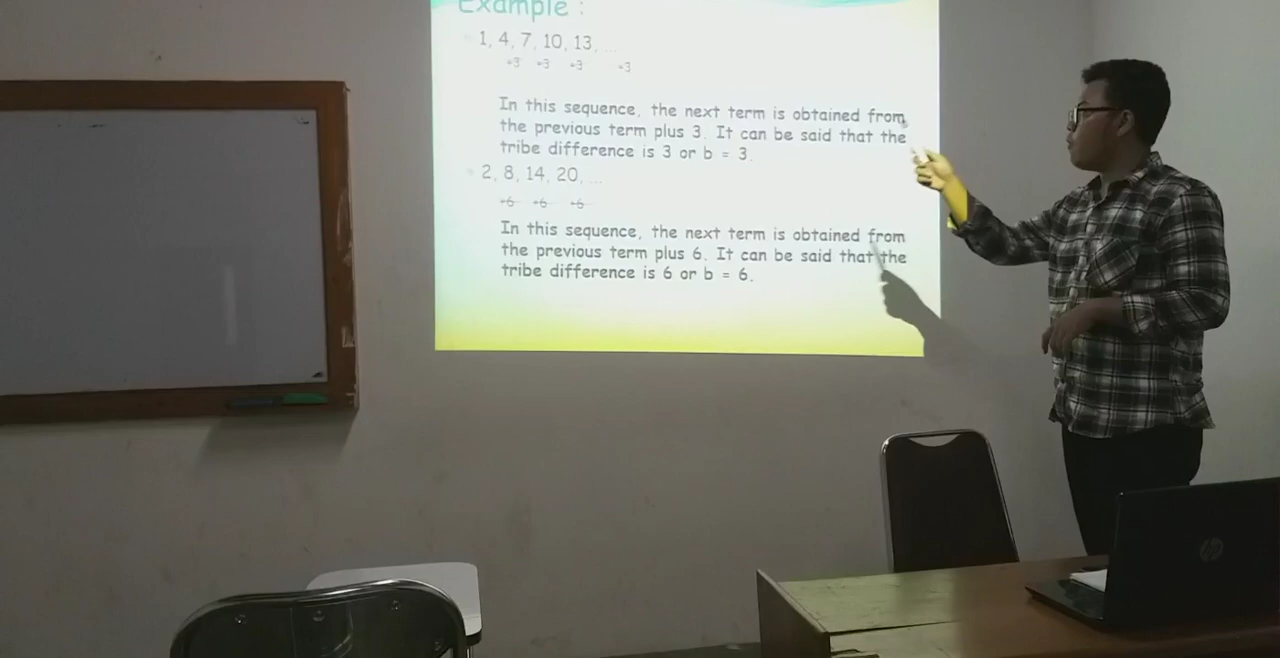 Example :
1, 4, 7, 10, 13, ...
+3 +3 +3 +3
In this sequence, the next term is obtained from
the previous term plus 3. It can be said that the
tribe difference is 3 or b = 3.
2, 8, 14, 20, ...
+6 +6 +6
In this sequence, the next term is obtained from
the previous term plus 6. It can be said that the
tribe difference is 6 or b = 6.
hp